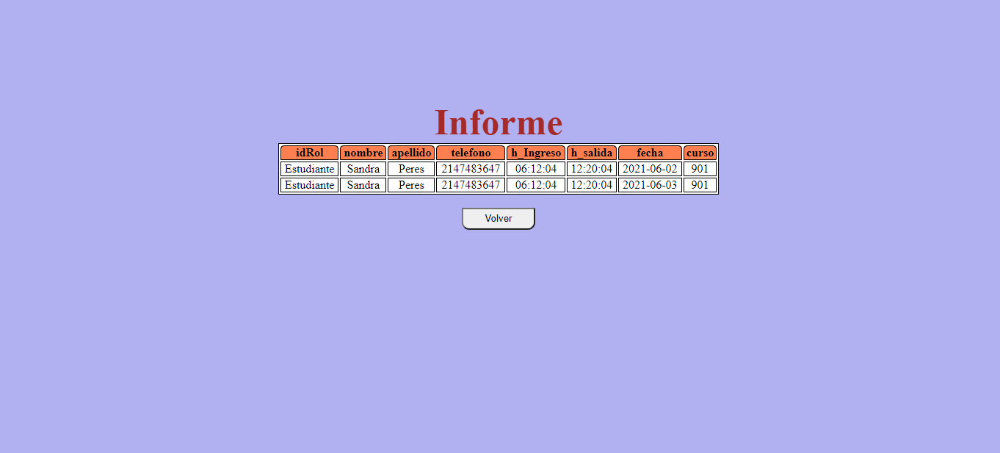 Informe
idRol nombre apellido telefono h_Ingreso h_salida fecha curso
Estudiante Sandra Peres 2147483647 06:12:04 12:20:04 2021-06-02 901
Estudiante Sandra Peres 2147483647 06:12:04 12:20:04 2021-06-03 901
Volver